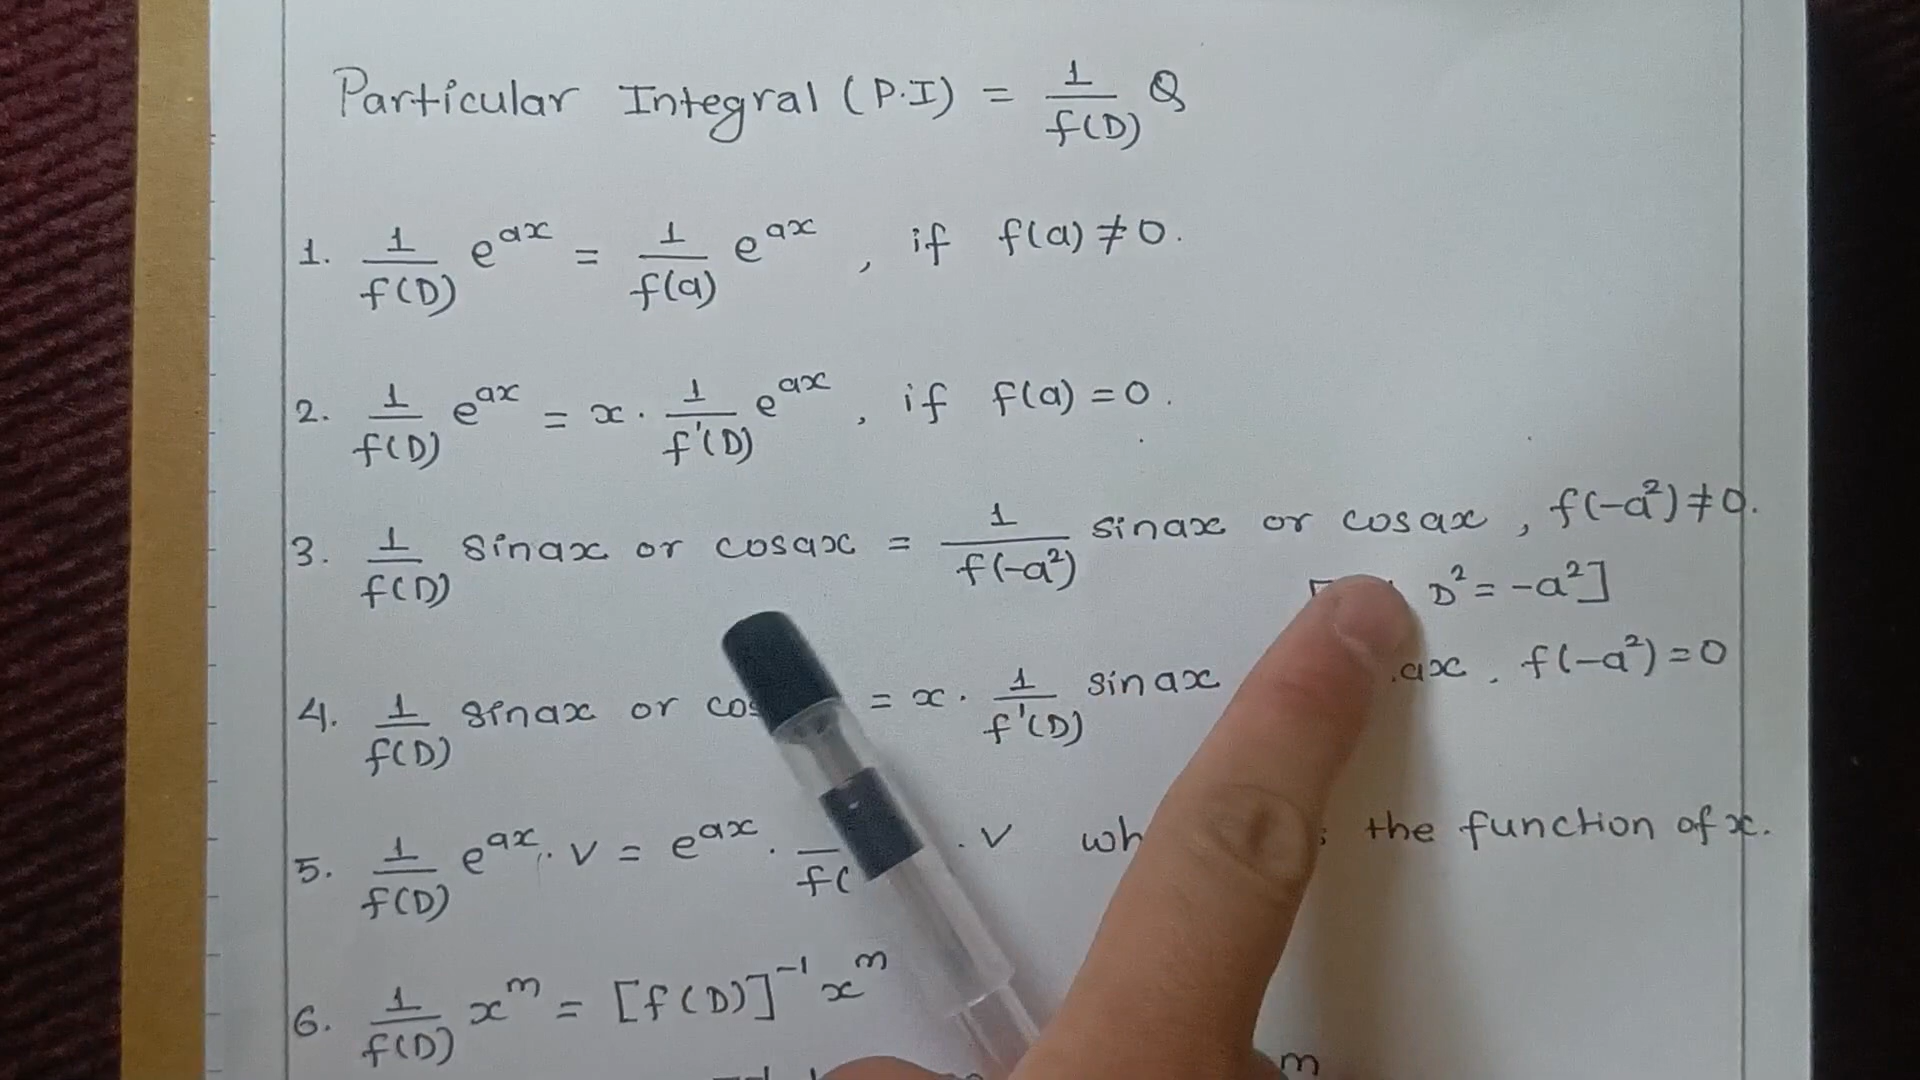 Particular Integral (P.I) = 1/f(D) Q
1. 1/f(D) e^ax = 1/f(a) e^ax , if f(a) ≠ 0.
2. 1/f(D) e^ax = x · 1/f'(D) e^ax , if f(a) = 0.
3. 1/f(D) sinax or cosax = 1/f(-a²) sinax or cosax , f(-a²) ≠ 0.
[ D² = -a²]
4. 1/f(D) sinax or = x · 1/f'(D) sinax ax . f(-a²) = 0
5. 1/f(D) e^ax · V = e^ax · . V the function of x.
6. 1/f(D) x^m = [f(D)]^-1 x^m
m